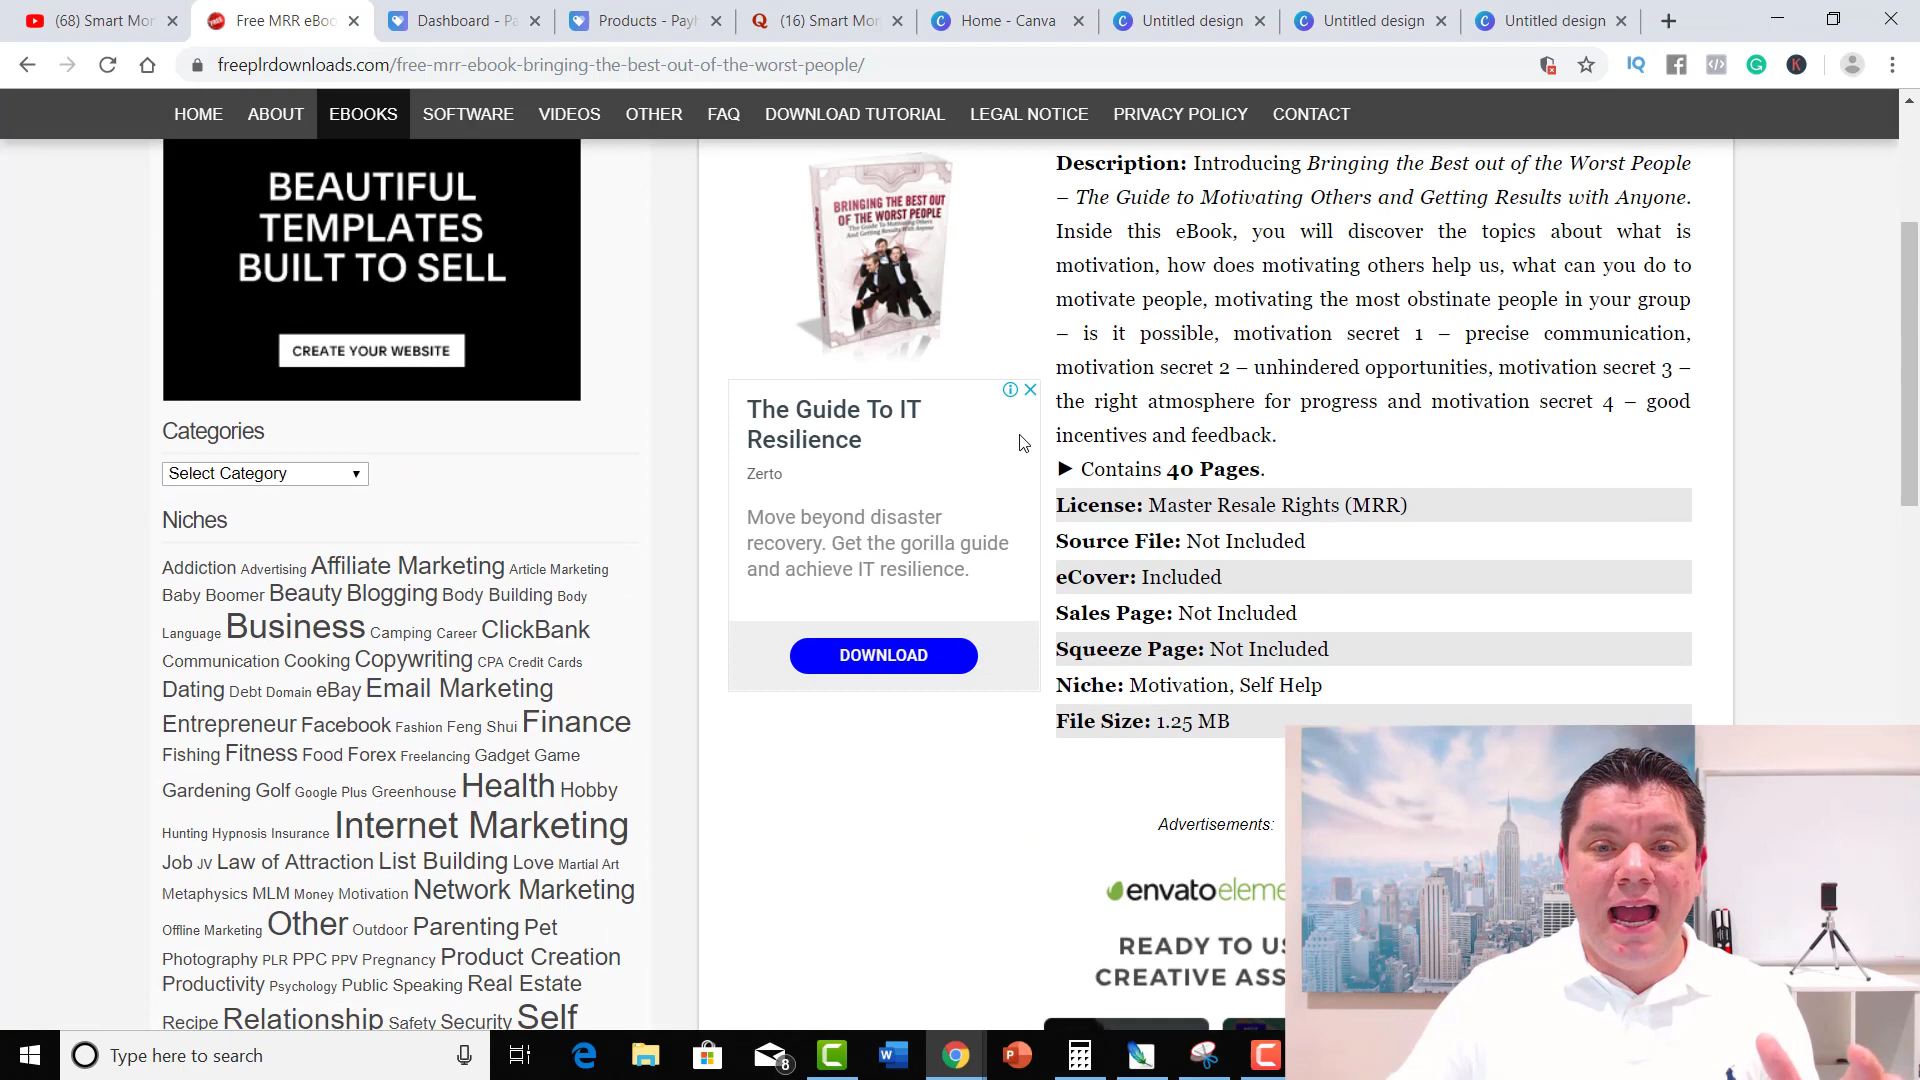 (68) Smart Mon
Free MRR eBoo
Dashboard - Pa
Products - Payh
(16) Smart Mon
Home - Canva
Untitled design
Untitled design
Untitled design
freeplrdownloads.com/free-mrr-ebook-bringing-the-best-out-of-the-worst-people/
HOME ABOUT EBOOKS SOFTWARE VIDEOS OTHER FAQ DOWNLOAD TUTORIAL LEGAL NOTICE PRIVACY POLICY CONTACT
BEAUTIFUL
TEMPLATES
BUILT TO SELL
CREATE YOUR WEBSITE
Categories
Select Category
Niches
Addiction Advertising Affiliate Marketing Article Marketing
Baby Boomer Beauty Blogging Body Building Body
Language Business Camping Career ClickBank
Communication Cooking Copywriting CPA Credit Cards
Dating Debt Domain eBay Email Marketing
Entrepreneur Facebook Fashion Feng Shui Finance
Fishing Fitness Food Forex Freelancing Gadget Game
Gardening Golf Google Plus Greenhouse Health Hobby
Hunting Hypnosis Insurance Internet Marketing
Job JV Law of Attraction List Building Love Martial Art
Metaphysics MLM Money Motivation Network Marketing
Offline Marketing Other Outdoor Parenting Pet
Photography PLR PPC PPV Pregnancy Product Creation
Productivity Psychology Public Speaking Real Estate
Recipe Relationship Safety Security Self
BRINGING THE BEST OUT
OF THE WORST PEOPLE
The Guide To Motivating Others
And Getting Results With Anyone
The Guide To IT
Resilience
Zerto
Move beyond disaster
recovery. Get the gorilla guide
and achieve IT resilience.
DOWNLOAD
Description: Introducing Bringing the Best out of the Worst People
– The Guide to Motivating Others and Getting Results with Anyone.
Inside this eBook, you will discover the topics about what is
motivation, how does motivating others help us, what can you do to
motivate people, motivating the most obstinate people in your group
– is it possible, motivation secret 1 – precise communication,
motivation secret 2 – unhindered opportunities, motivation secret 3 –
the right atmosphere for progress and motivation secret 4 – good
incentives and feedback.
► Contains 40 Pages.
License: Master Resale Rights (MRR)
Source File: Not Included
eCover: Included
Sales Page: Not Included
Squeeze Page: Not Included
Niche: Motivation, Self Help
File Size: 1.25 MB
Advertisements:
envatoeleme
READY TO US
CREATIVE ASS
Type here to search
8